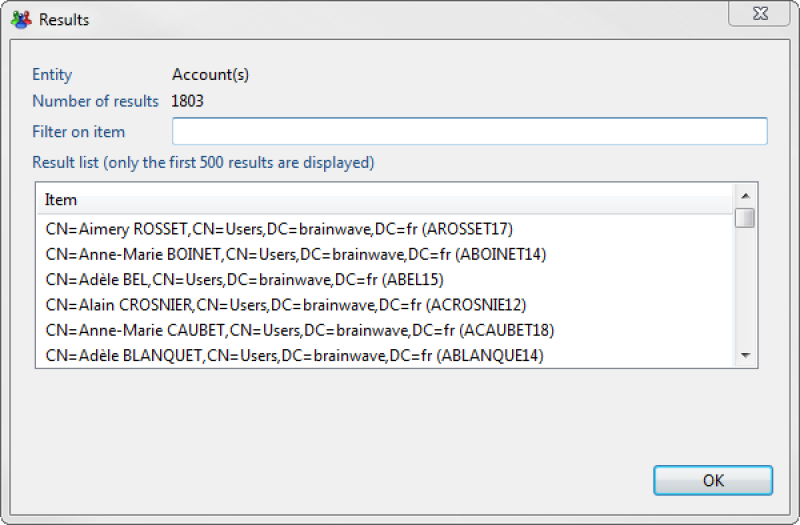 Results
Entity Account(s)
Number of results 1803
Filter on item
Result list (only the first 500 results are displayed)
Item
CN=Aimery ROSSET,CN=Users,DC=brainwave,DC=fr (AROSSET17)
CN=Anne-Marie BOINET,CN=Users,DC=brainwave,DC=fr (ABOINET14)
CN=Adèle BEL,CN=Users,DC=brainwave,DC=fr (ABEL15)
CN=Alain CROSNIER,CN=Users,DC=brainwave,DC=fr (ACROSNIE12)
CN=Anne-Marie CAUBET,CN=Users,DC=brainwave,DC=fr (ACAUBET18)
CN=Adèle BLANQUET,CN=Users,DC=brainwave,DC=fr (ABLANQUE14)
OK